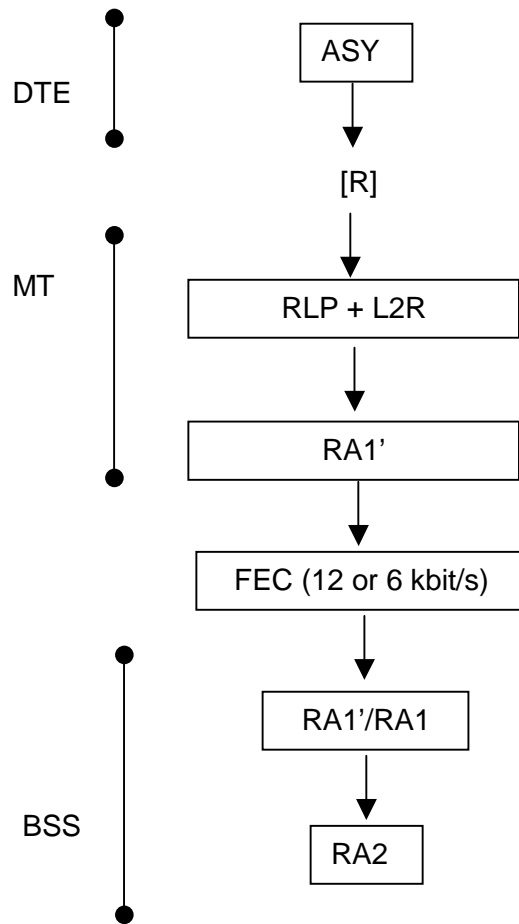 ASY
DTE
[R]
MT
RLP + L2R
RA1’
FEC (12 or 6 kbit/s)
RA1’/RA1
BSS
RA2